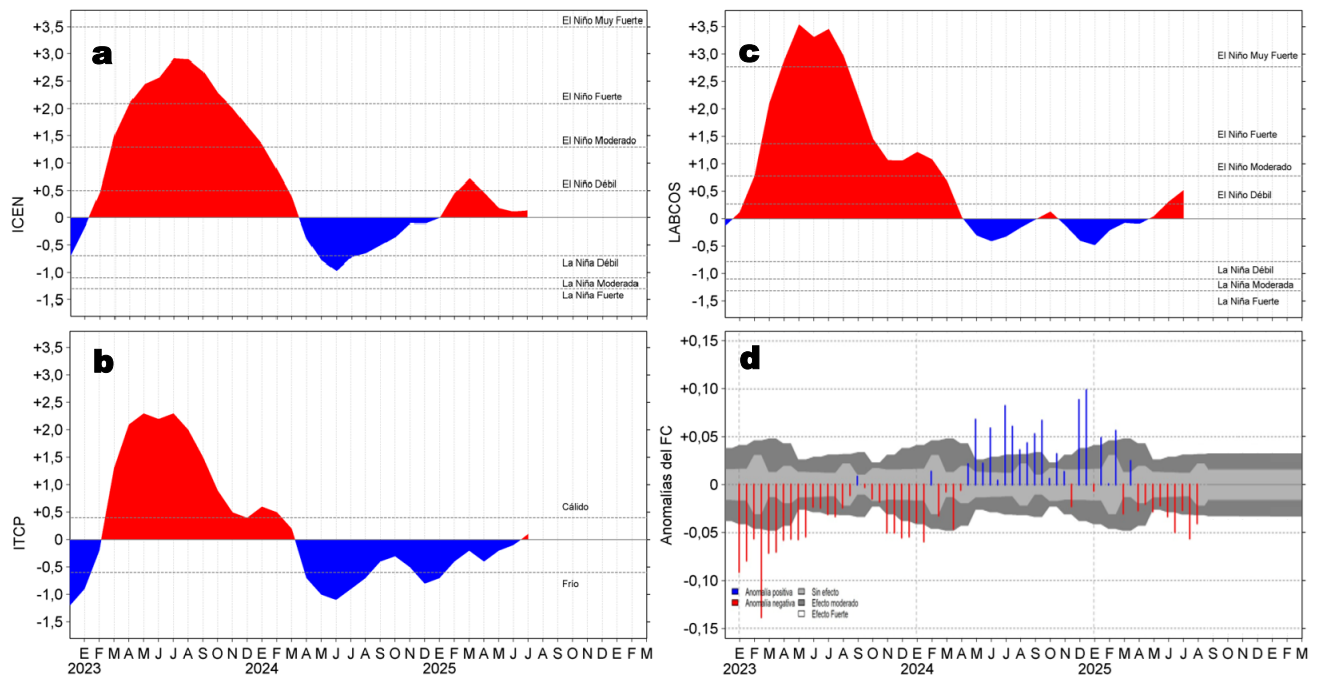 a
+3,5
+3,0
+2,5
+2,0
+1,5
+1,0
+0,5
0
-0,5
-1,0
-1,5
ICEN
El Niño Muy Fuerte
El Niño Fuerte
El Niño Moderado
El Niño Débil
La Niña Débil
La Niña Moderada
La Niña Fuerte
c
+3,5
+3,0
+2,5
+2,0
+1,5
+1,0
+0,5
0
-0,5
-1,0
-1,5
LABCOS
El Niño Muy Fuerte
El Niño Fuerte
El Niño Moderado
El Niño Débil
La Niña Débil
La Niña Moderada
La Niña Fuerte
b
+3,5
+3,0
+2,5
+2,0
+1,5
+1,0
+0,5
0
-0,5
-1,0
-1,5
ITCP
Cálido
Frío
E F M A M J J A S O N D E F M A M J J A S O N D E F M A M J J A S O N D E F M
2023 2024 2025
d
+0,15
+0,10
+0,05
0
-0,05
-0,10
-0,15
Anomalías del FC
Anomalía positiva Sin efecto
Anomalía negativa Efecto moderado
Efecto Fuerte
E F M A M J J A S O N D E F M A M J J A S O N D E F M A M J J A S O N D E F M
2023 2024 2025